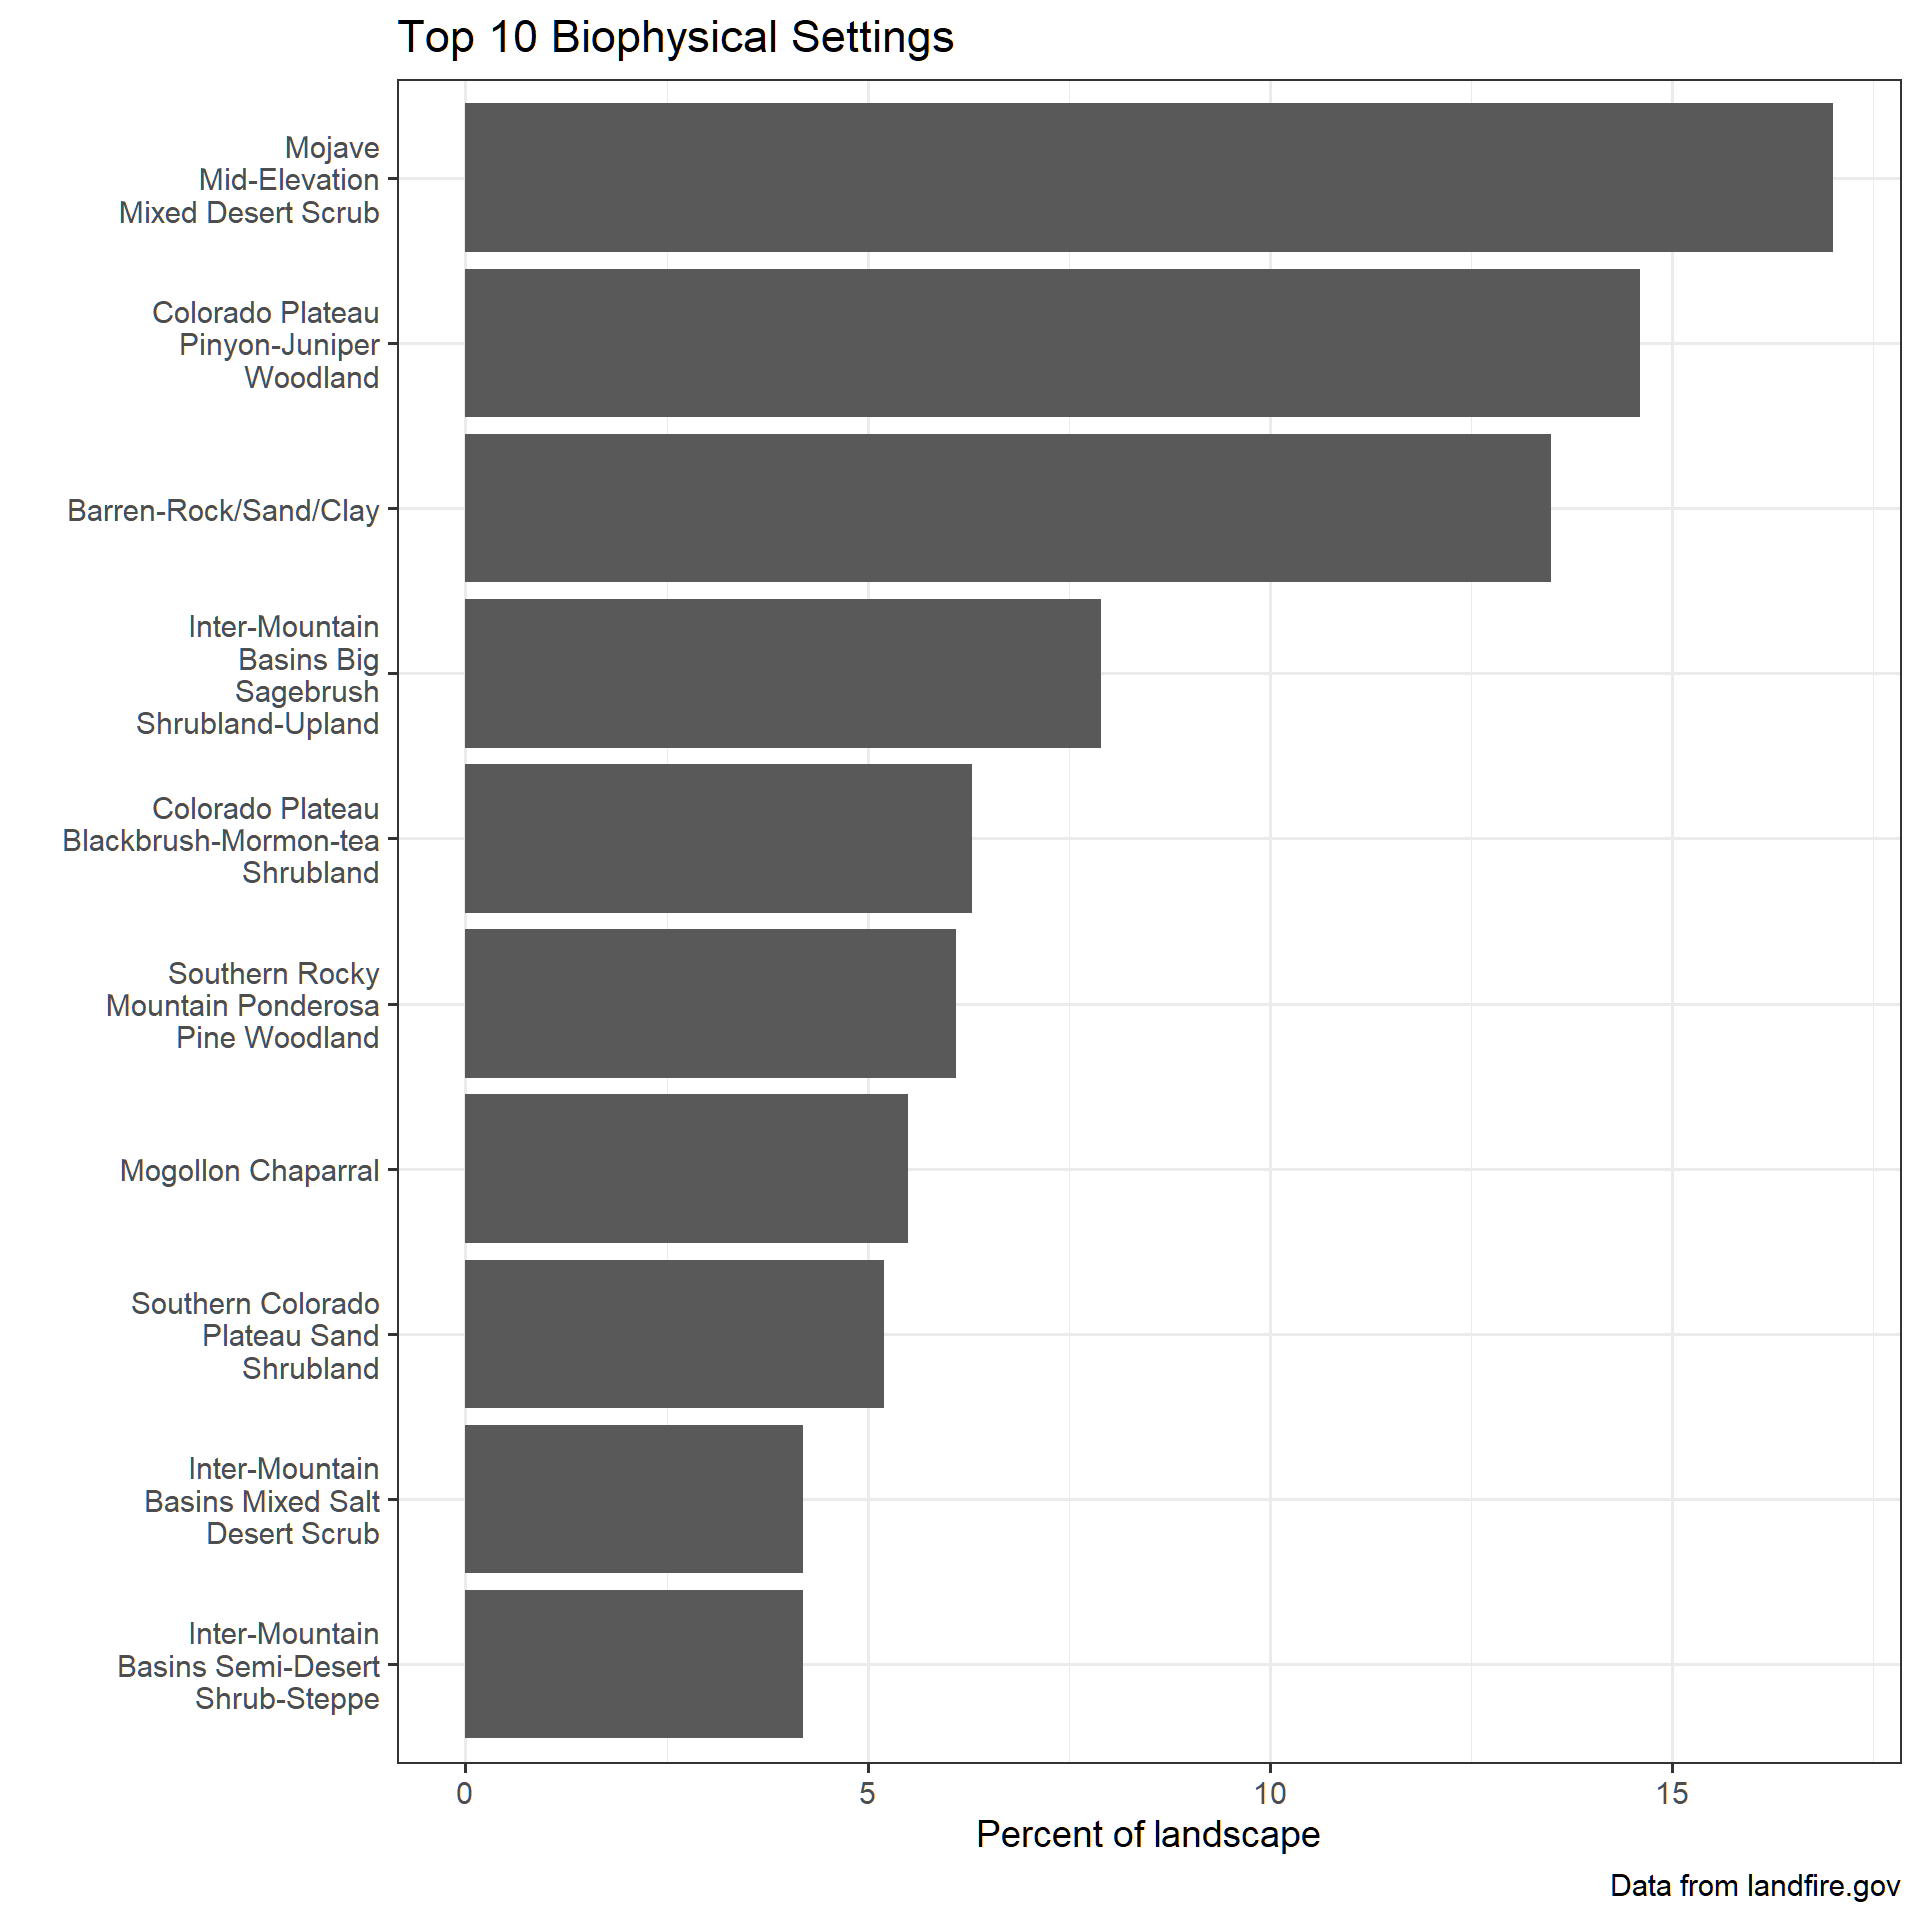 Top 10 Biophysical Settings
Mojave
Mid-Elevation
Mixed Desert Scrub
Colorado Plateau
Pinyon-Juniper
Woodland
Barren-Rock/Sand/Clay
Inter-Mountain
Basins Big
Sagebrush
Shrubland-Upland
Colorado Plateau
Blackbrush-Mormon-tea
Shrubland
Southern Rocky
Mountain Ponderosa
Pine Woodland
Mogollon Chaparral
Southern Colorado
Plateau Sand
Shrubland
Inter-Mountain
Basins Mixed Salt
Desert Scrub
Inter-Mountain
Basins Semi-Desert
Shrub-Steppe
0 5 10 15
Percent of landscape
Data from landfire.gov